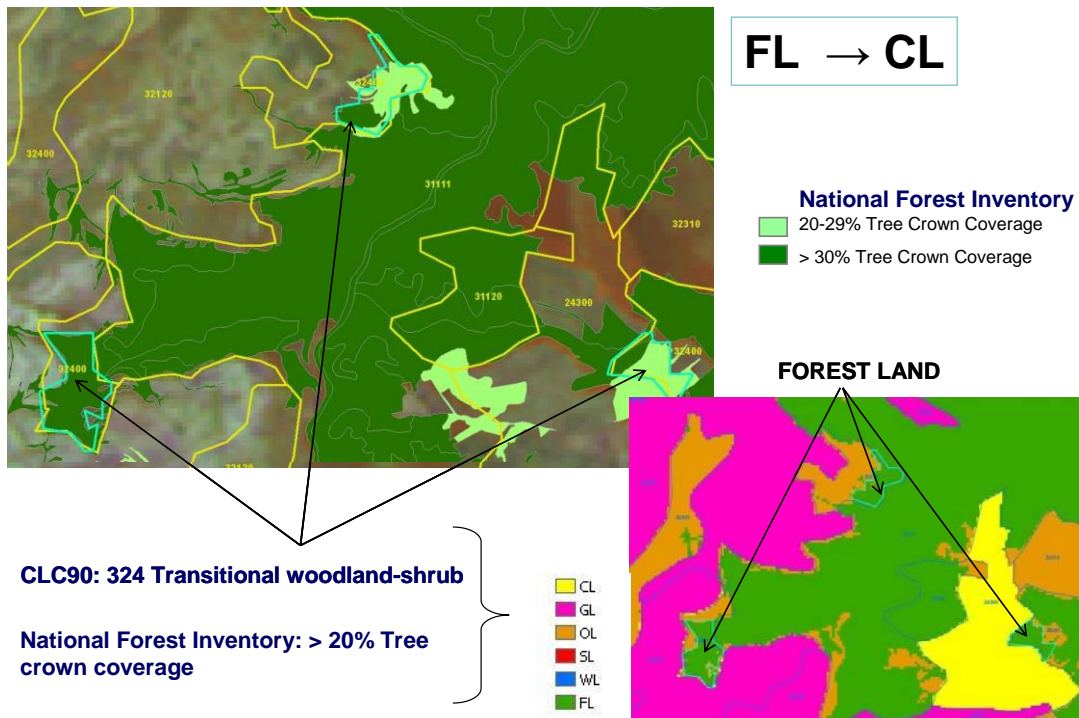 FL → CL
32120
32400
32400
31111
32310
31120
24300
32400
32400
National Forest Inventory
20-29% Tree Crown Coverage
> 30% Tree Crown Coverage
FOREST LAND
CLC90: 324 Transitional woodland-shrub
National Forest Inventory: > 20% Tree
crown coverage
CL
GL
OL
SL
WL
FL